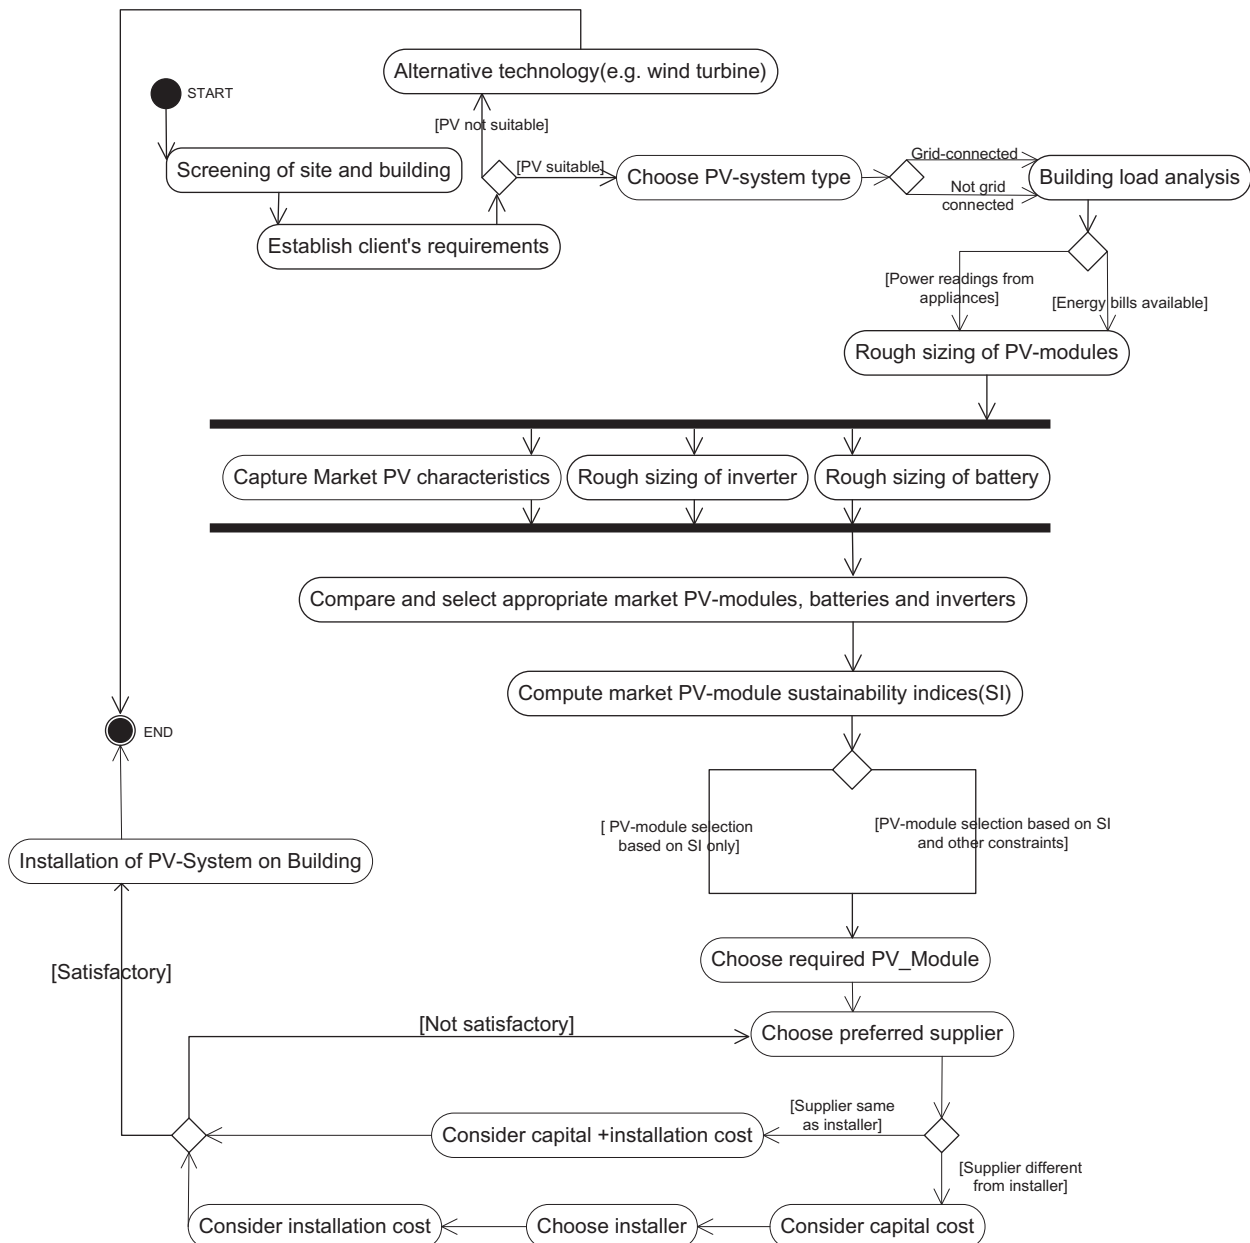 Alternative technology(e.g. wind turbine)
START
[PV not suitable]
Screening of site and building
[PV suitable]
Choose PV-system type
Grid-connected
Not grid
connected
Building load analysis
Establish client's requirements
[Power readings from
appliances]
[Energy bills available]
Rough sizing of PV-modules
Capture Market PV characteristics
Rough sizing of inverter
Rough sizing of battery
Compare and select appropriate market PV-modules, batteries and inverters
Compute market PV-module sustainability indices(SI)
END
[ PV-module selection
based on SI only]
[PV-module selection based on SI
and other constraints]
Installation of PV-System on Building
Choose required PV_Module
[Satisfactory]
[Not satisfactory]
Choose preferred supplier
[Supplier same
as installer]
Consider capital +installation cost
[Supplier different
from installer]
Consider installation cost
Choose installer
Consider capital cost